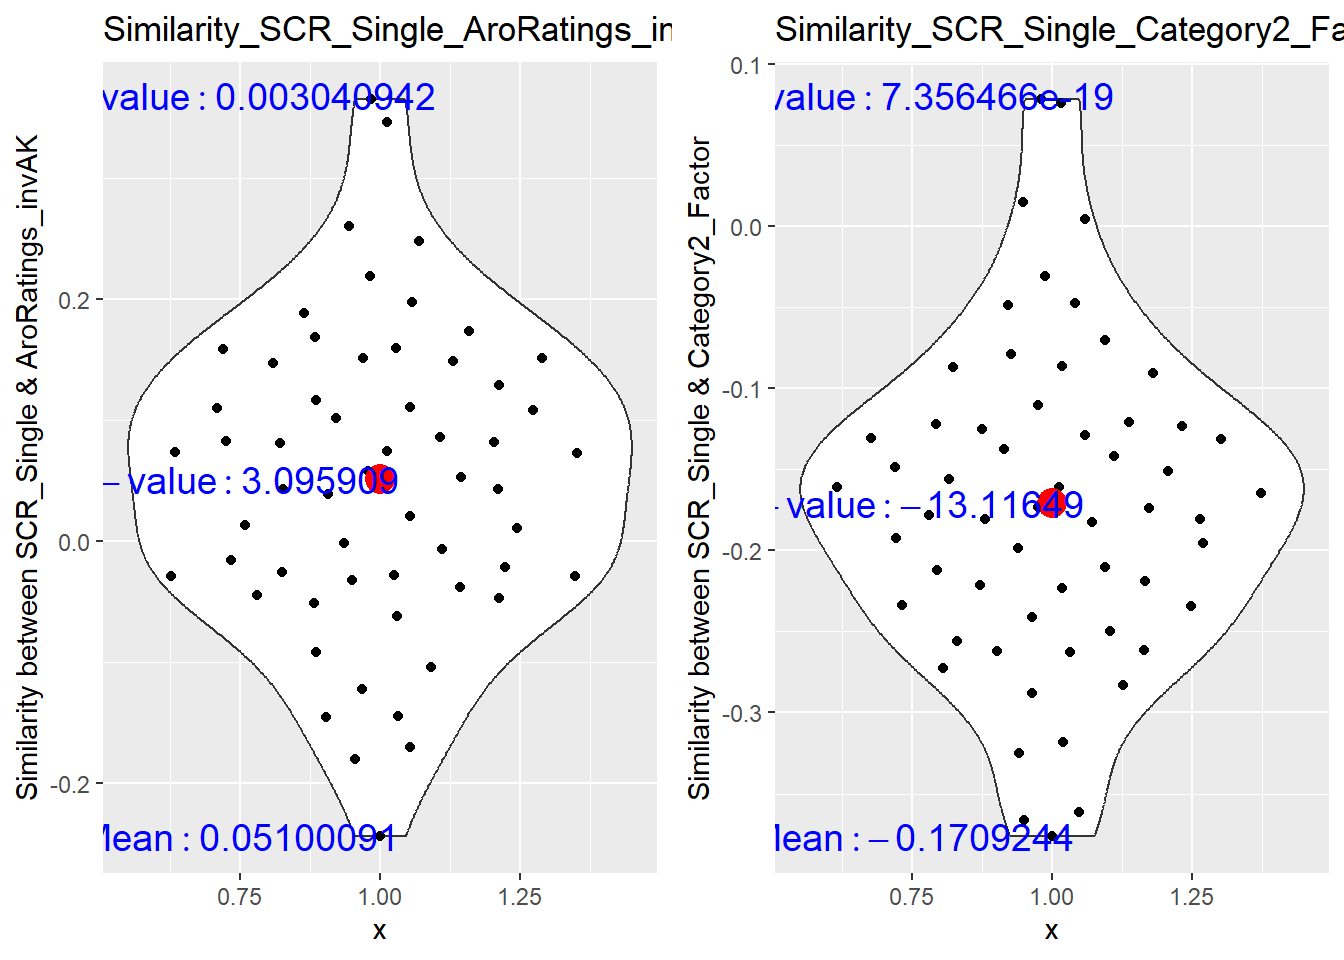 Similarity_SCR_Single_AroRatings_in
Similarity between SCR_Single & AroRatings_invAK
value : 0.003040942
– value : 3.095909
Mean : 0.05100091
0.2
0.0
-0.2
0.75
1.00
1.25
x
Similarity_SCR_Single_Category2_Fa
Similarity between SCR_Single & Category2_Factor
value : 7.356466e-19
- value : −13.11649
Mean : −0.1709244
0.1
0.0
-0.1
-0.2
-0.3
0.75
1.00
1.25
x